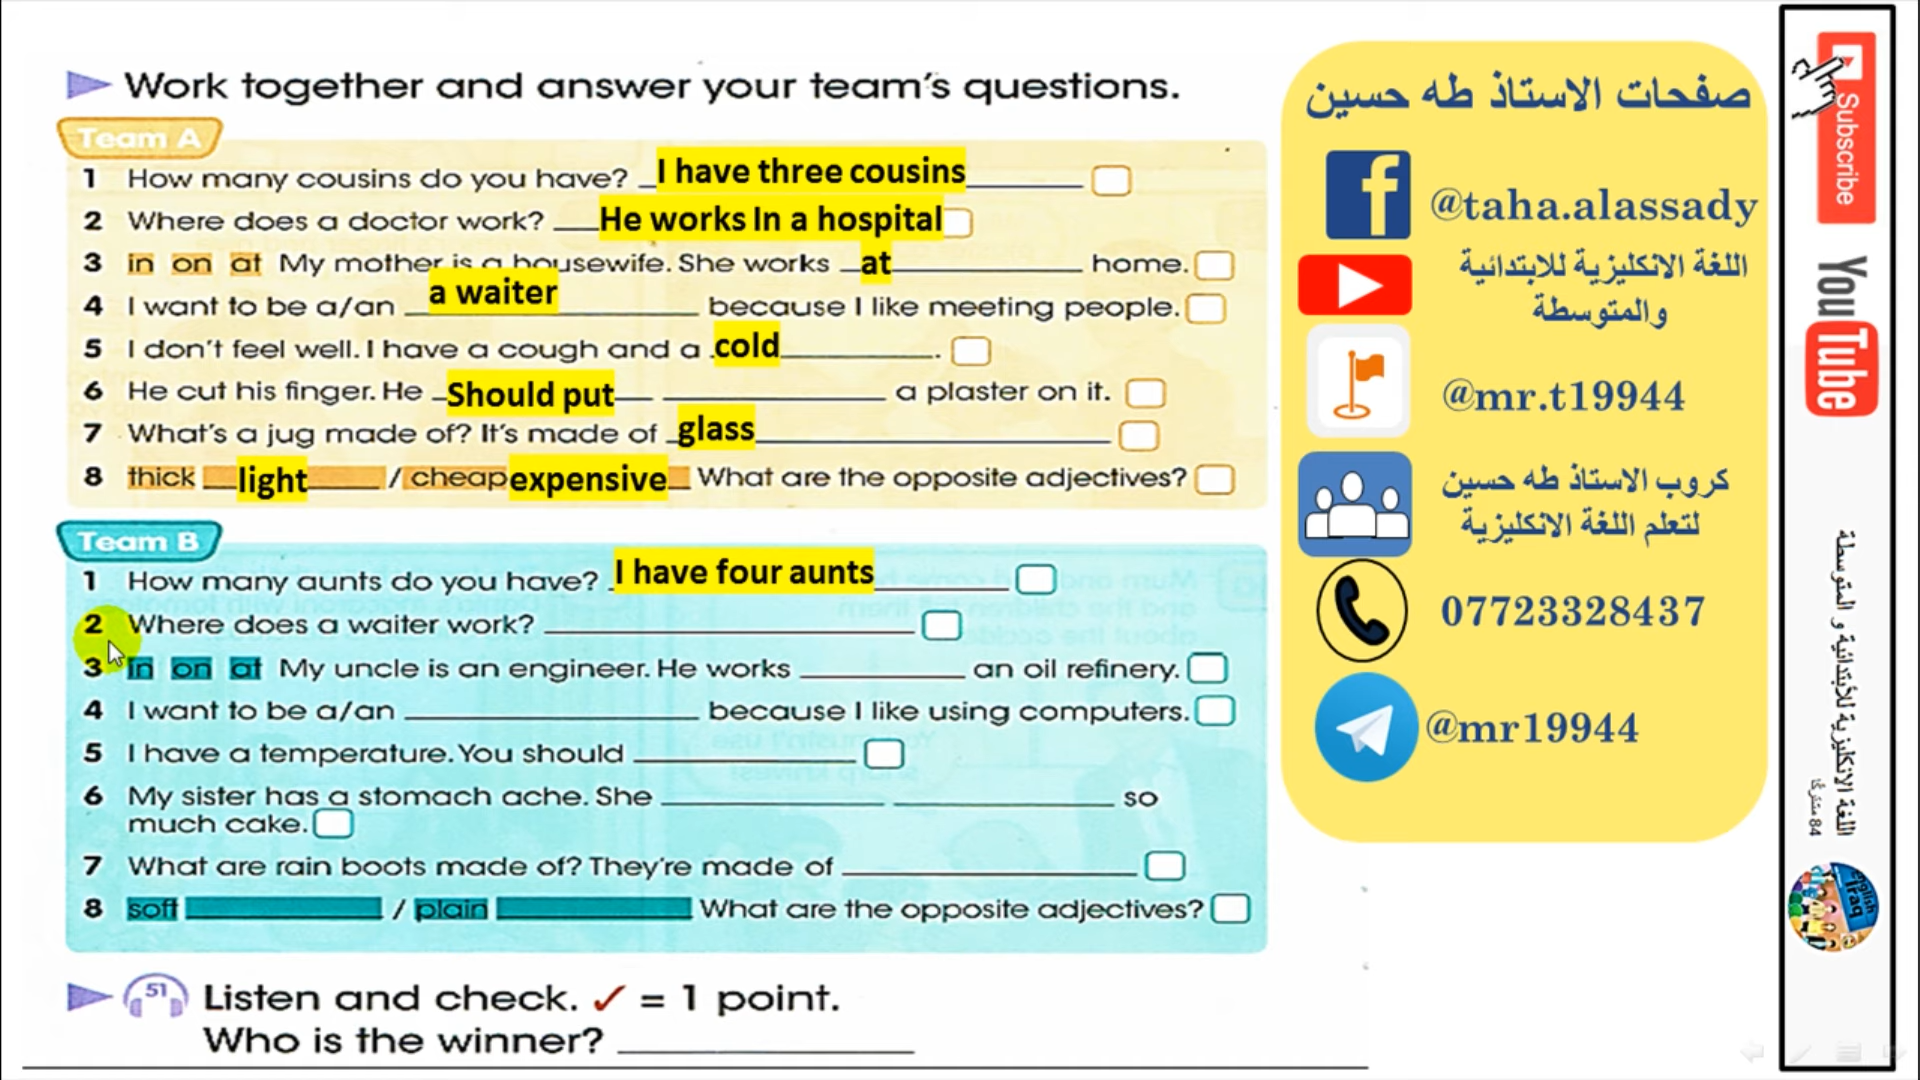 Work together and answer your team's questions.
Team A
1 How many cousins do you have? I have three cousins
2 Where does a doctor work? He works In a hospital
3 in on at My mother is a housewife. She works at home.
4 I want to be a/an a waiter because I like meeting people.
5 I don't feel well. I have a cough and a cold.
6 He cut his finger. He Should put a plaster on it.
7 What's a jug made of? It's made of glass
8 thick light / cheap expensive What are the opposite adjectives?
Team B
1 How many aunts do you have? I have four aunts
2 Where does a waiter work?
3 in on at My uncle is an engineer. He works an oil refinery.
4 I want to be a/an because I like using computers.
5 I have a temperature. You should
6 My sister has a stomach ache. She so
much cake.
7 What are rain boots made of? They're made of
8 soft / plain What are the opposite adjectives?
51 Listen and check. ✓ = 1 point.
Who is the winner?
صفحات الاستاذ طه حسين
@taha.alassady
اللغة الانكليزية للابتدائية
والمتوسطة
@mr.t19944
كروب الاستاذ طه حسين
لتعلم اللغة الانكليزية
07723328437
@mr19944
Subscribe
YouTube
اللغة الانكليزية للأبتدائية و المتوسطة
84 مشتركًا
English
Iraq